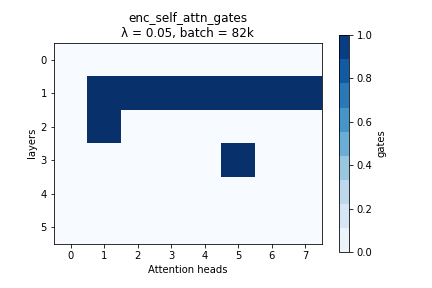 enc_self_attn_gates
λ = 0.05, batch = 82k
layers
0
1
2
3
4
5
0 1 2 3 4 5 6 7
Attention heads
1.0
0.8
0.6
0.4
0.2
0.0
gates